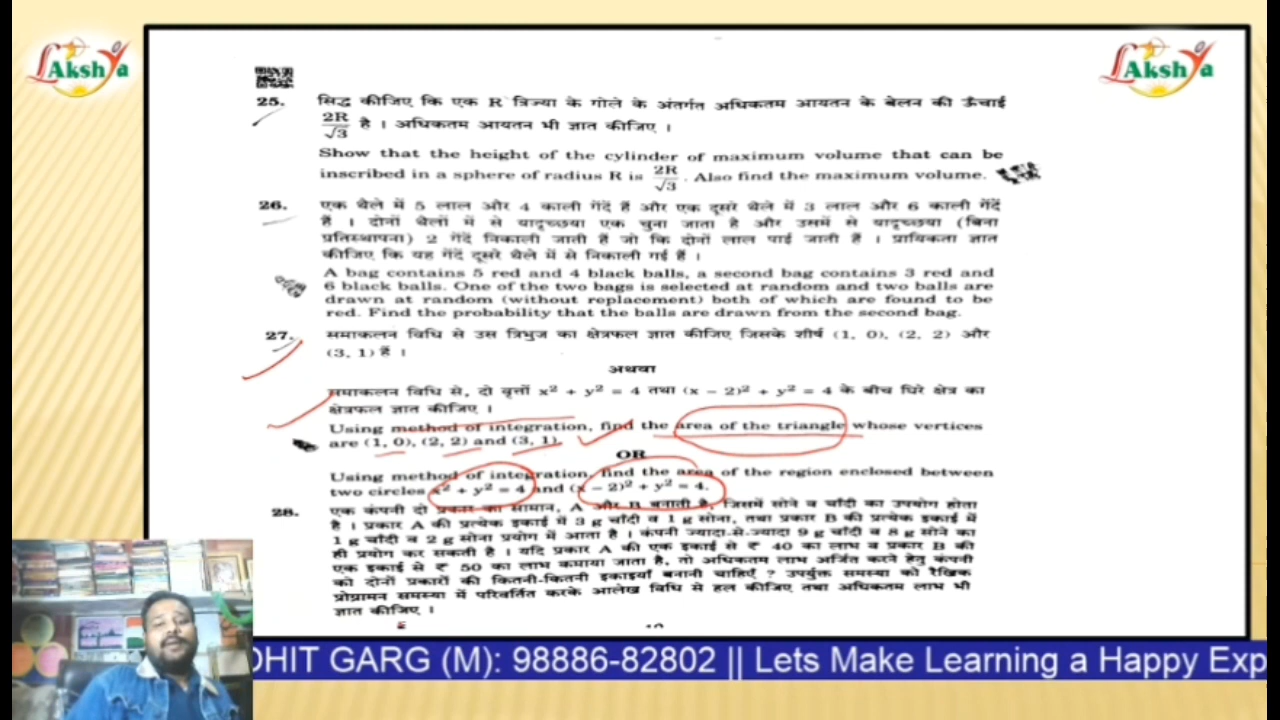 LAkshya
LAkshya
25. सिद्ध कीजिए कि एक R त्रिज्या के गोले के अंतर्गत अधिकतम आयतन के बेलन की ऊँचाई
2R/√3 है । अधिकतम आयतन भी ज्ञात कीजिए ।
Show that the height of the cylinder of maximum volume that can be
inscribed in a sphere of radius R is 2R/√3. Also find the maximum volume.
26. एक थैले में 5 लाल और 4 काली गेंदें हैं और एक दूसरे थैले में 3 लाल और 6 काली गेंदें
हैं । दोनों थैलों में से यादृच्छया एक चुना जाता है और उसमें से यादृच्छया (बिना
प्रतिस्थापना) 2 गेंदें निकाली जाती हैं जो कि दोनों लाल पाई जाती हैं । प्रायिकता ज्ञात
कीजिए कि यह गेंदें दूसरे थैले में से निकाली गई हैं ।
A bag contains 5 red and 4 black balls, a second bag contains 3 red and
6 black balls. One of the two bags is selected at random and two balls are
drawn at random (without replacement) both of which are found to be
red. Find the probability that the balls are drawn from the second bag.
27. समाकलन विधि से उस त्रिभुज का क्षेत्रफल ज्ञात कीजिए जिसके शीर्ष (1, 0), (2, 2) और
(3, 1) हैं ।
अथवा
समाकलन विधि से, दो वृत्तों x² + y² = 4 तथा (x – 2)² + y² = 4 के बीच घिरे क्षेत्र का
क्षेत्रफल ज्ञात कीजिए ।
Using method of integration, find the area of the triangle whose vertices
are (1, 0), (2, 2) and (3, 1).
OR
Using method of integration, find the area of the region enclosed between
two circles x² + y² = 4 and (x – 2)² + y² = 4.
28. एक कंपनी दो प्रकार का सामान, A और B बनाती है, जिसमें सोने व चाँदी का उपयोग होता
है । प्रकार A की प्रत्येक इकाई में 3 g चाँदी व 1 g सोना, तथा प्रकार B की प्रत्येक इकाई में
1 g चाँदी व 2 g सोना प्रयोग में आता है । कंपनी ज्यादा-से-ज्यादा 9 g चाँदी व 8 g सोने का
ही प्रयोग कर सकती है । यदि प्रकार A की एक इकाई से ₹ 40 का लाभ व प्रकार B की
एक इकाई से ₹ 50 का लाभ कमाया जाता है, तो अधिकतम लाभ अर्जित करने हेतु कंपनी
को दोनों प्रकारों की कितनी-कितनी इकाइयाँ बनानी चाहिएँ ? उपर्युक्त समस्या को रैखिक
प्रोग्रामन समस्या में परिवर्तित करके आलेख विधि से हल कीजिए तथा अधिकतम लाभ भी
ज्ञात कीजिए ।
OHIT GARG (M): 98886-82802 || Lets Make Learning a Happy Exp